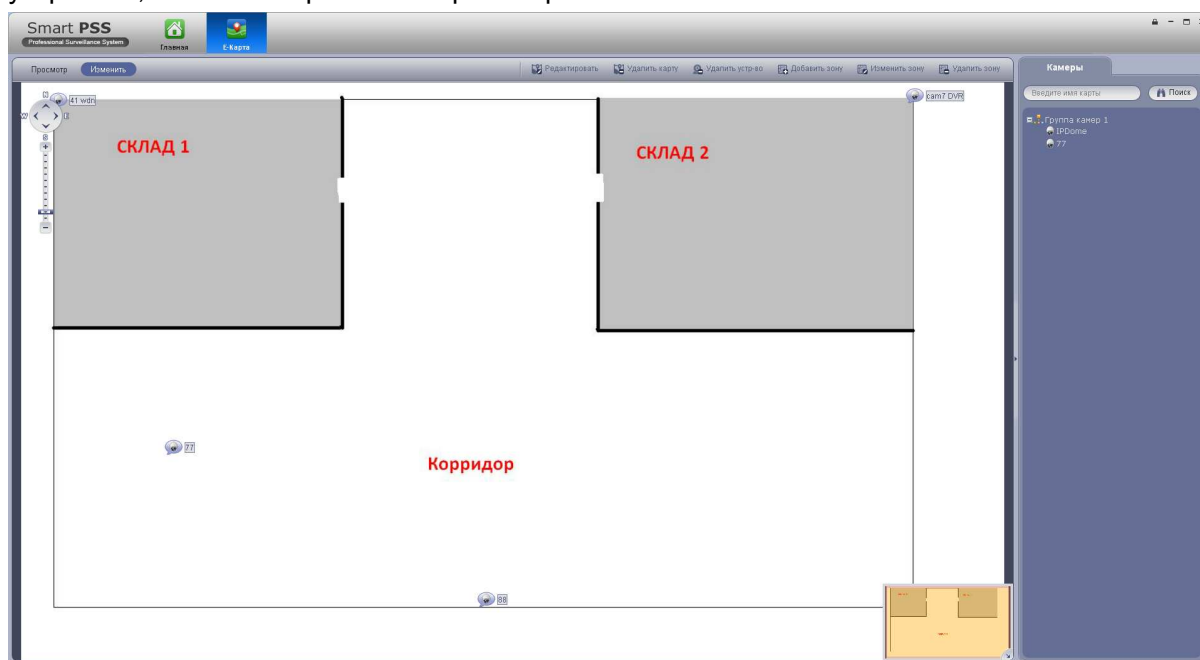 Smart PSS
Professional Surveillance System
Главная
Е-Карта
Просмотр
Изменить
Редактировать
Удалить карту
Удалить устр-во
Добавить зону
Изменить зону
Удалить зону
Камеры
Введите имя карты
Поиск
Группа камер 1
IPDome
77
41 wdn
cam7 DVR
СКЛАД 1
СКЛАД 2
77
Корридор
88